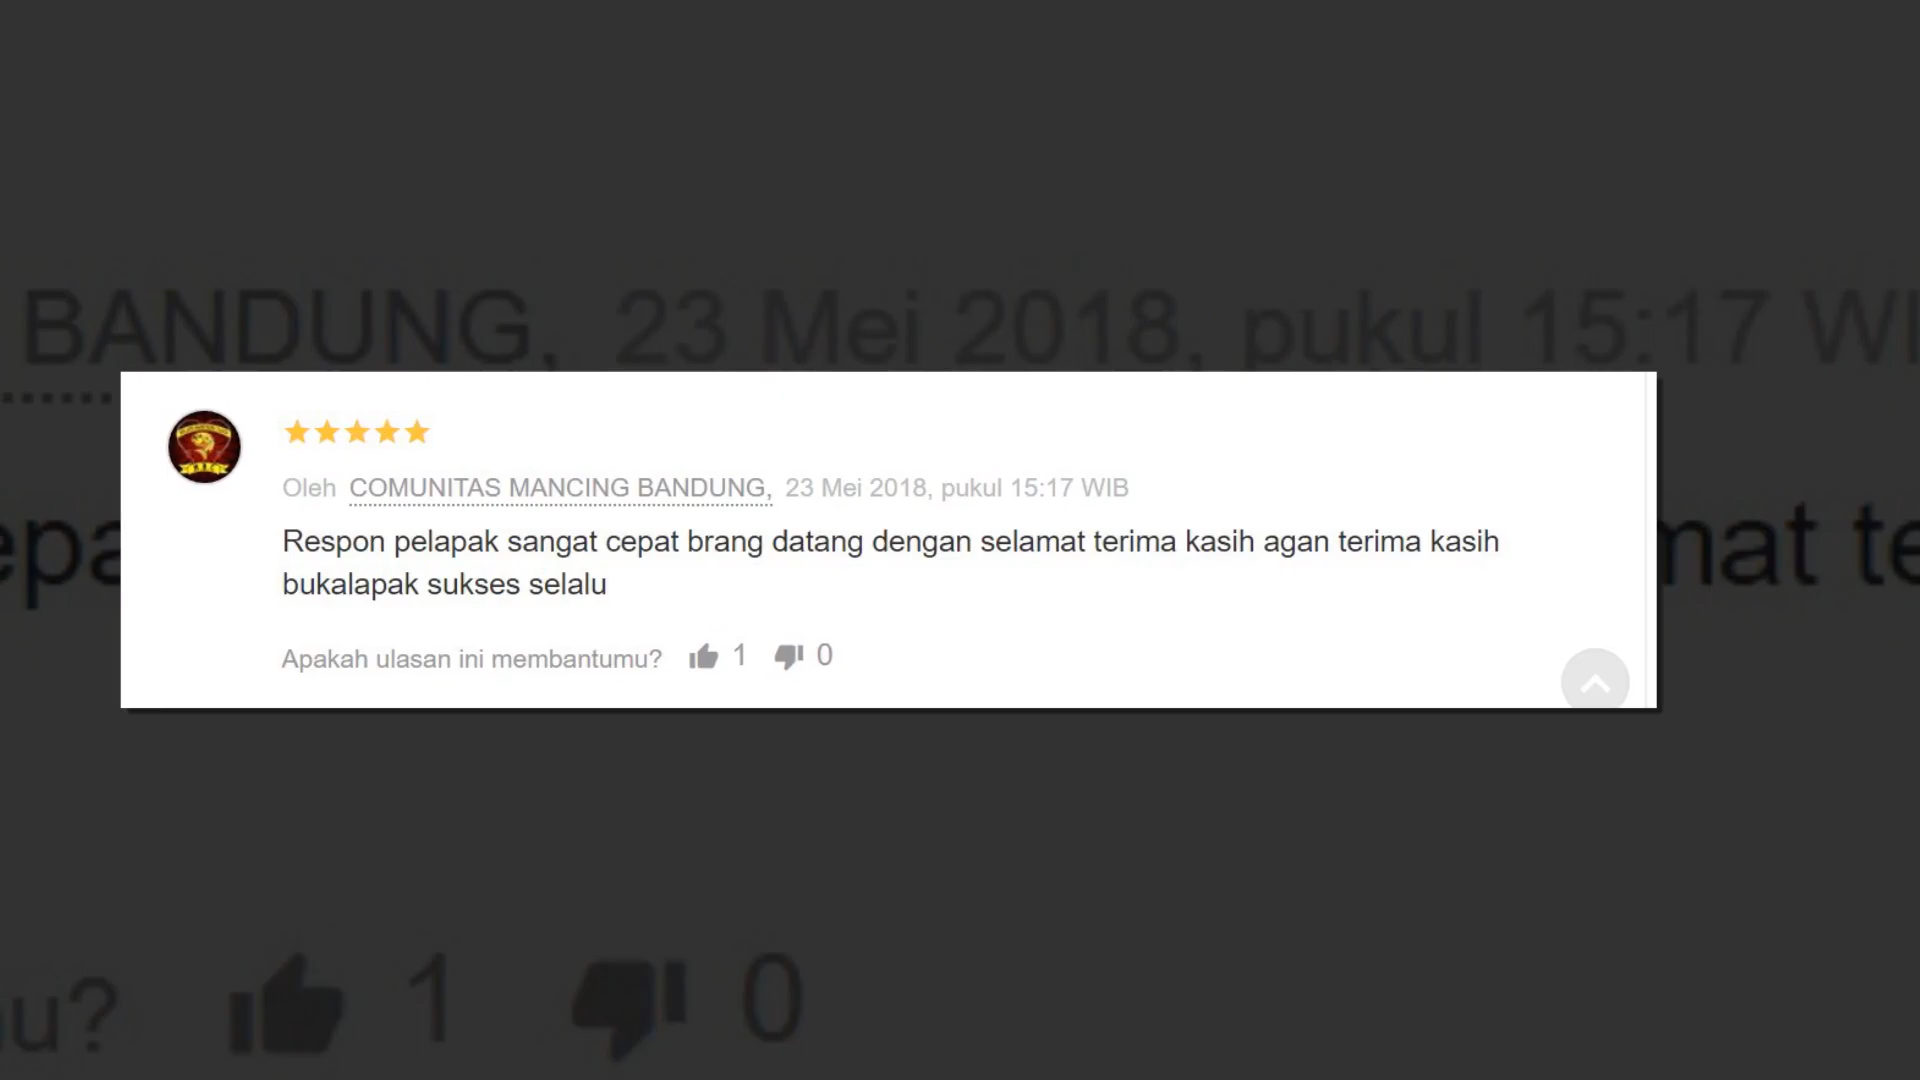 BANDUNG, 23 Mei 2018, pukul 15:17 WI
Oleh COMUNITAS MANCING BANDUNG, 23 Mei 2018, pukul 15:17 WIB
Respon pelapak sangat cepat brang datang dengan selamat terima kasih agan terima kasih
bukalapak sukses selalu
Apakah ulasan ini membantumu? 1 0
epa mat te
u? 1 0